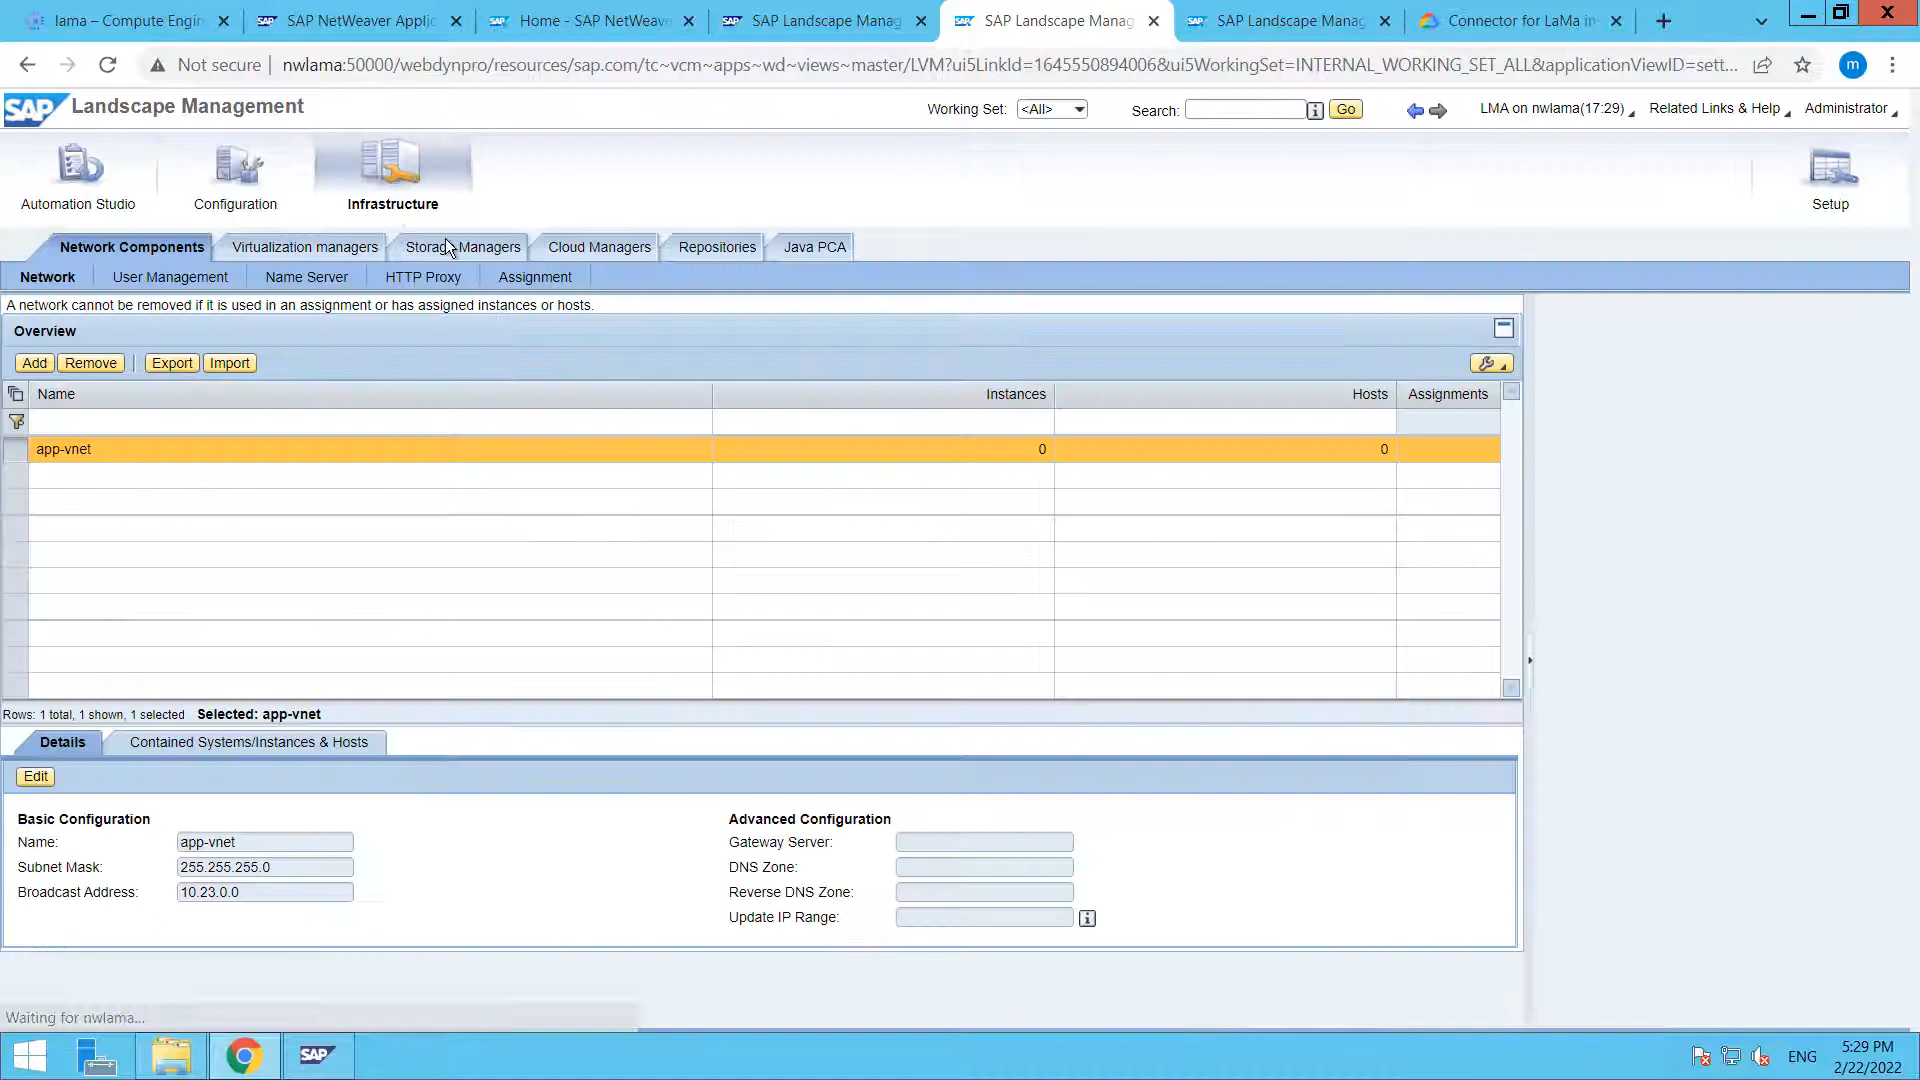 lama – Compute Engin
SAP NetWeaver Applic
Home - SAP NetWeave
SAP Landscape Manag
SAP Landscape Manag
SAP Landscape Manag
Connector for LaMa in
Not secure
nwlama:50000/webdynpro/resources/sap.com/tc~vcm~apps~wd~views~master/LVM?ui5LinkId=1645550894006&ui5WorkingSet=INTERNAL_WORKING_SET_ALL&applicationViewID=sett...
m
SAP Landscape Management
Working Set: <All>
Search: Go
LMA on nwlama(17:29)
Related Links & Help
Administrator
Automation Studio
Configuration
Infrastructure
Setup
Network Components
Virtualization managers
Storage Managers
Cloud Managers
Repositories
Java PCA
Network
User Management
Name Server
HTTP Proxy
Assignment
A network cannot be removed if it is used in an assignment or has assigned instances or hosts.
Overview
Add Remove Export Import
Name Instances Hosts Assignments
app-vnet 0 0
Rows: 1 total, 1 shown, 1 selected Selected: app-vnet
Details
Contained Systems/Instances & Hosts
Edit
Basic Configuration
Name: app-vnet
Subnet Mask: 255.255.255.0
Broadcast Address: 10.23.0.0
Advanced Configuration
Gateway Server:
DNS Zone:
Reverse DNS Zone:
Update IP Range:
Waiting for nwlama...
SAP
ENG
5:29 PM
2/22/2022